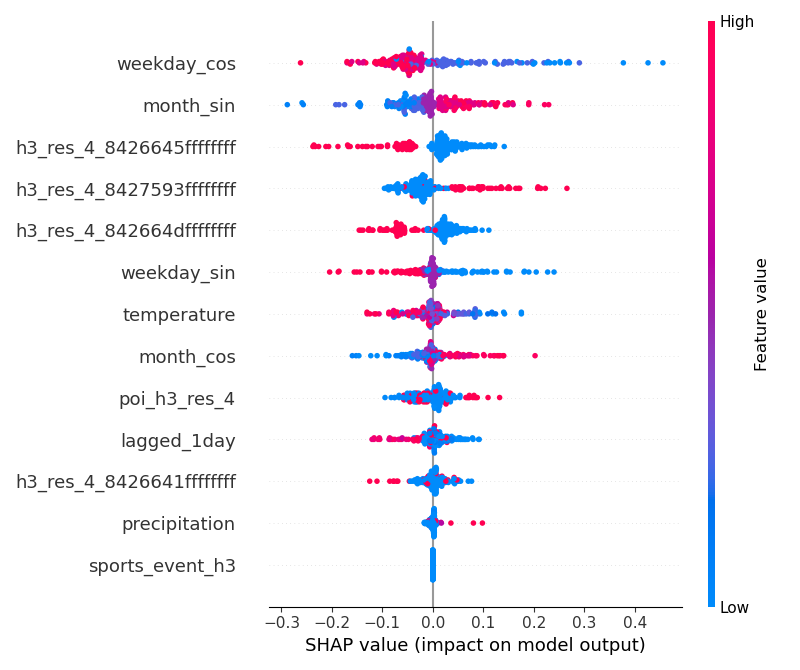 High
weekday_cos
month_sin
h3_res_4_8426645ffffffff
h3_res_4_8427593ffffffff
h3_res_4_842664dffffffff
weekday_sin
temperature
month_cos
poi_h3_res_4
lagged_1day
h3_res_4_8426641ffffffff
precipitation
sports_event_h3
Feature value
Low
−0.3 −0.2 −0.1 0.0 0.1 0.2 0.3 0.4
SHAP value (impact on model output)